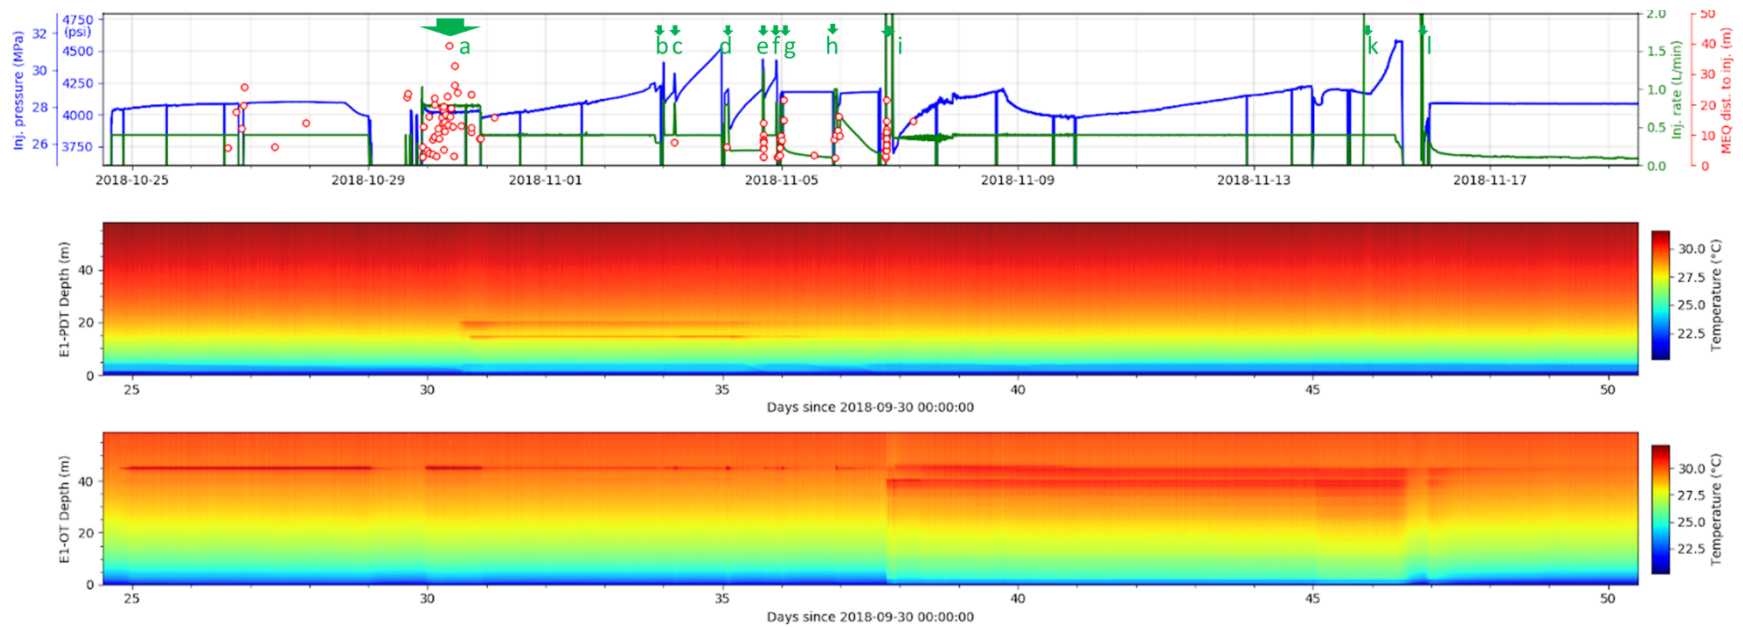 4750
(psi)
4500
4250
4000
3750
32
30
28
26
Inj. pressure (MPa)
a
b
c
d
e
f
g
h
i
k
l
2.0
1.5
1.0
0.5
0.0
Inj. rate (L/min)
50
40
30
20
10
0
MEQ dist. to inj. (m)
2018-10-25
2018-10-29
2018-11-01
2018-11-05
2018-11-09
2018-11-13
2018-11-17
E1-PDT Depth (m)
40
20
0
25
30
35
40
45
50
Days since 2018-09-30 00:00:00
30.0
27.5
25.0
22.5
Temperature (°C)
E1-OT Depth (m)
40
20
0
25
30
35
40
45
50
Days since 2018-09-30 00:00:00
30.0
27.5
25.0
22.5
Temperature (°C)